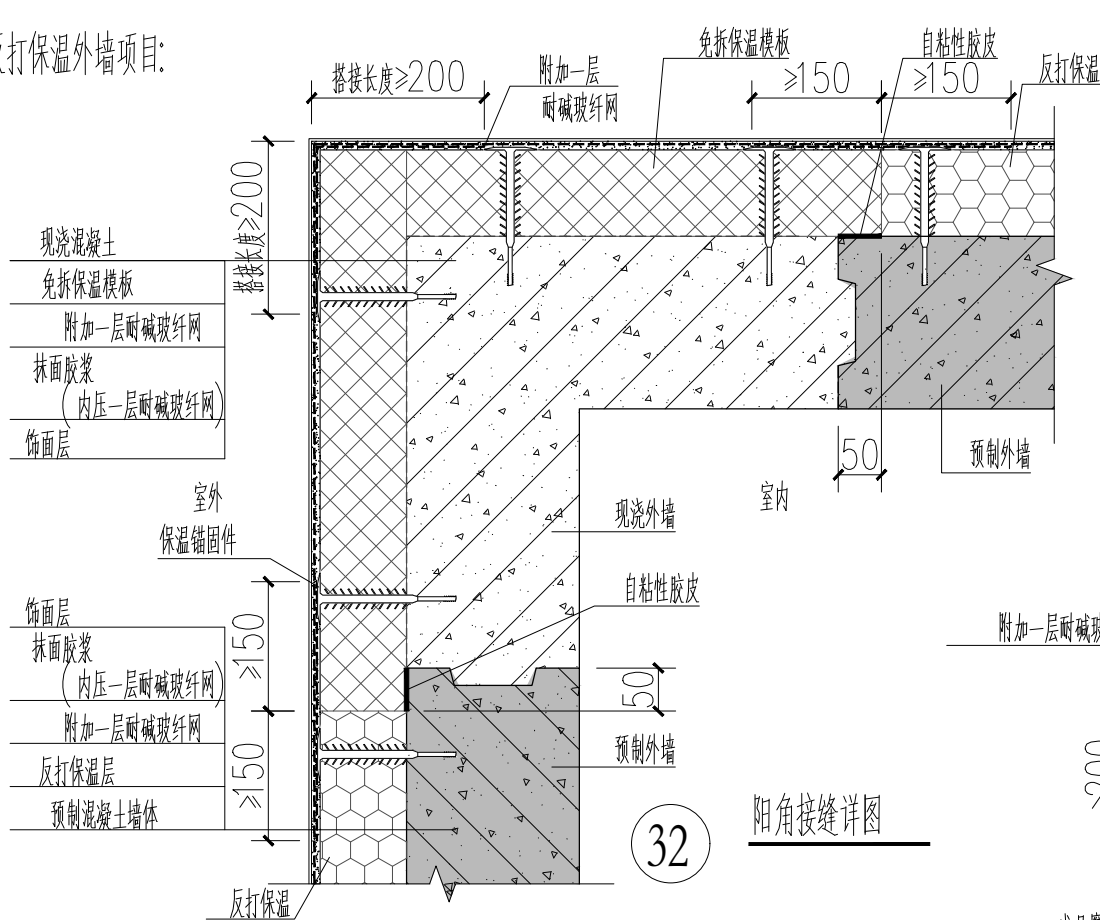 打保温外墙项目:
搭接长度≥200
附加一层
耐碱玻纤网
免拆保温模板
≥150
自粘性胶皮
≥150
反打保温
搭接长度≥200
现浇混凝土
免拆保温模板
附加一层耐碱玻纤网
抹面胶浆
(内压一层耐碱玻纤网)
饰面层
室外
保温锚固件
50
预制外墙
室内
现浇外墙
自粘性胶皮
饰面层
抹面胶浆
(内压一层耐碱玻纤网)
附加一层耐碱玻纤网
反打保温层
预制混凝土墙体
≥150
≥150
50
预制外墙
附加一层耐碱玻
≥200
反打保温
32
阳角接缝详图